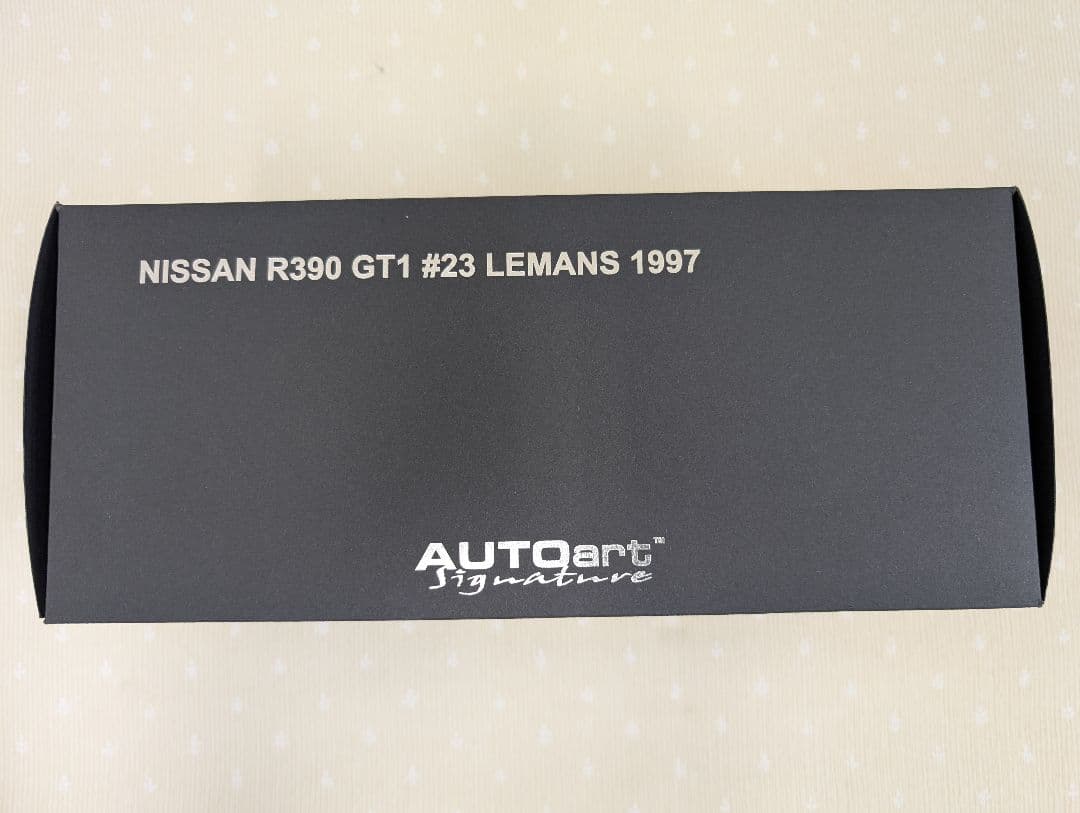 NISSAN R390 GT1 #23 LEMANS 1997
AUTOart™
Signature